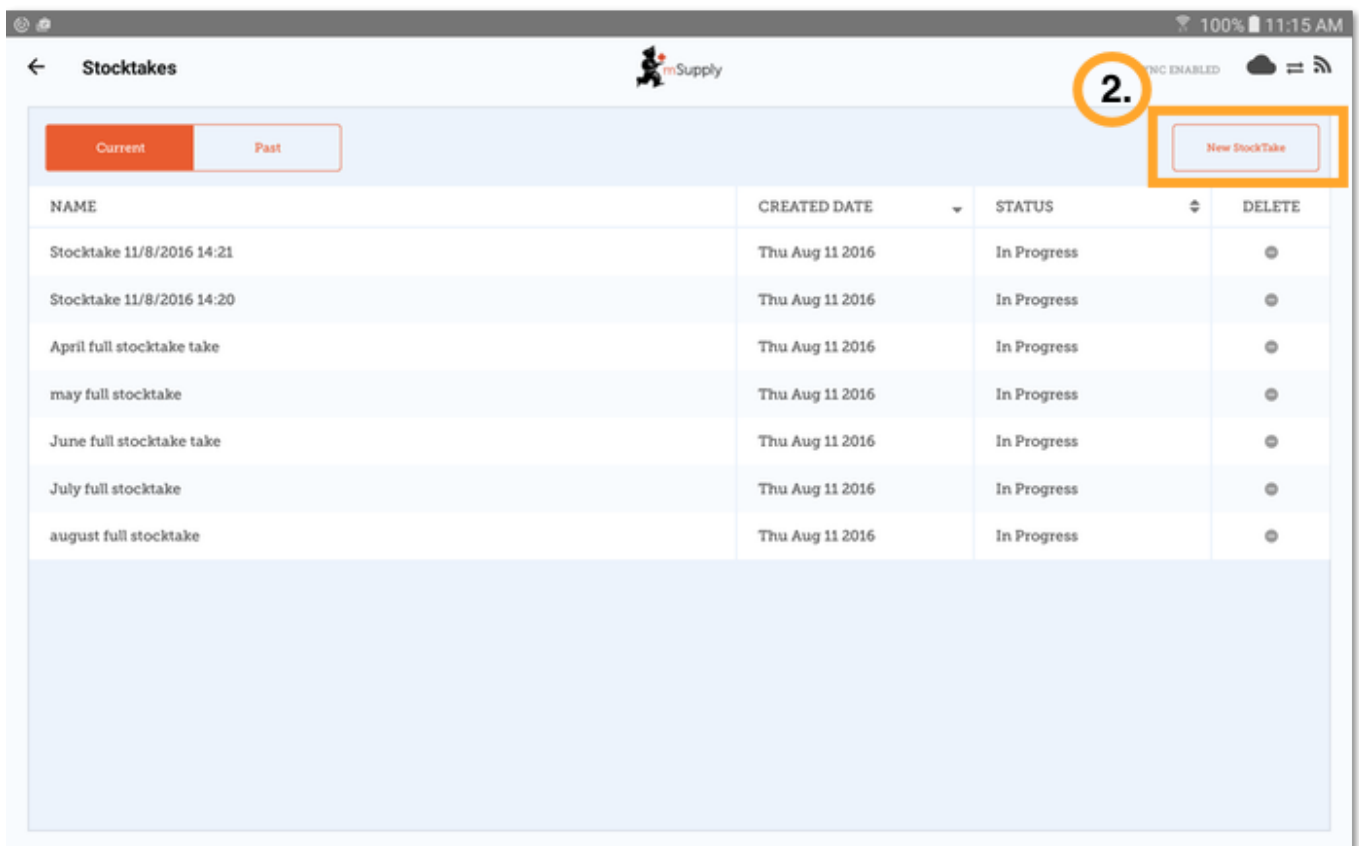 100% 11:15 AM
Stocktakes
mSupply
YNC ENABLED
2.
Current
Past
New StockTake
NAME CREATED DATE STATUS DELETE
Stocktake 11/8/2016 14:21 Thu Aug 11 2016 In Progress
Stocktake 11/8/2016 14:20 Thu Aug 11 2016 In Progress
April full stocktake take Thu Aug 11 2016 In Progress
may full stocktake Thu Aug 11 2016 In Progress
June full stocktake take Thu Aug 11 2016 In Progress
July full stocktake Thu Aug 11 2016 In Progress
august full stocktake Thu Aug 11 2016 In Progress